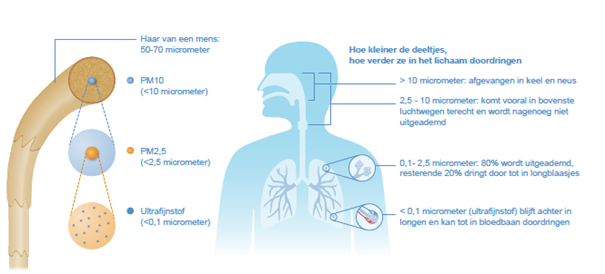 Haar van een mens:
50-70 micrometer
PM10
(<10 micrometer)
PM2,5
(<2,5 micrometer)
Ultrafijnstof
(<0,1 micrometer)
Hoe kleiner de deeltjes,
hoe verder ze in het lichaam doordringen
> 10 micrometer: afgevangen in keel en neus
2,5 - 10 micrometer: komt vooral in bovenste
luchtwegen terecht en wordt nagenoeg niet
uitgeademd
0,1- 2,5 micrometer: 80% wordt uitgeademd,
resterende 20% dringt door tot in longblaasjes
< 0,1 micrometer (ultrafijnstof) blijft achter in
longen en kan tot in bloedbaan doordringen